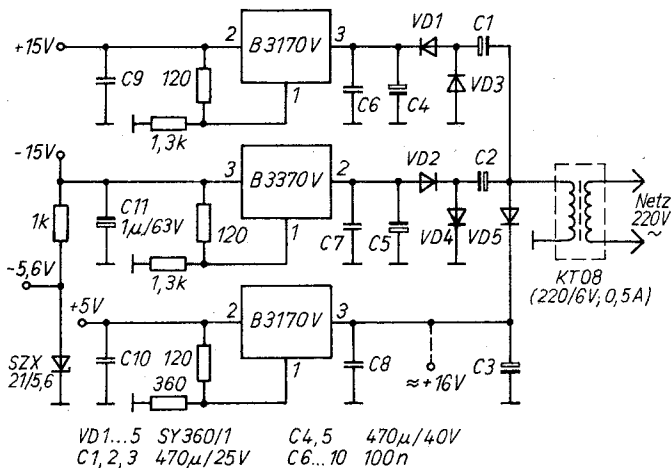 +15V
2
B3170V
3
VD1
C1
C9
120
1
C6
C4
VD3
1,3k
-15V
3
B3370V
2
VD2
C2
1k
C11
1µ/63V
120
1
C7
C5
VD4
VD5
Netz
220V
~
1,3k
KT08
(220/6V; 0,5A)
-5,6V
+5V
2
B3170V
3
SZX
21/5,6
C10
120
1
C8
≈+16V
C3
360
VD1...5 SY360/1 C4,5 470µ/40V
C1,2,3 470µ/25V C6...10 100n